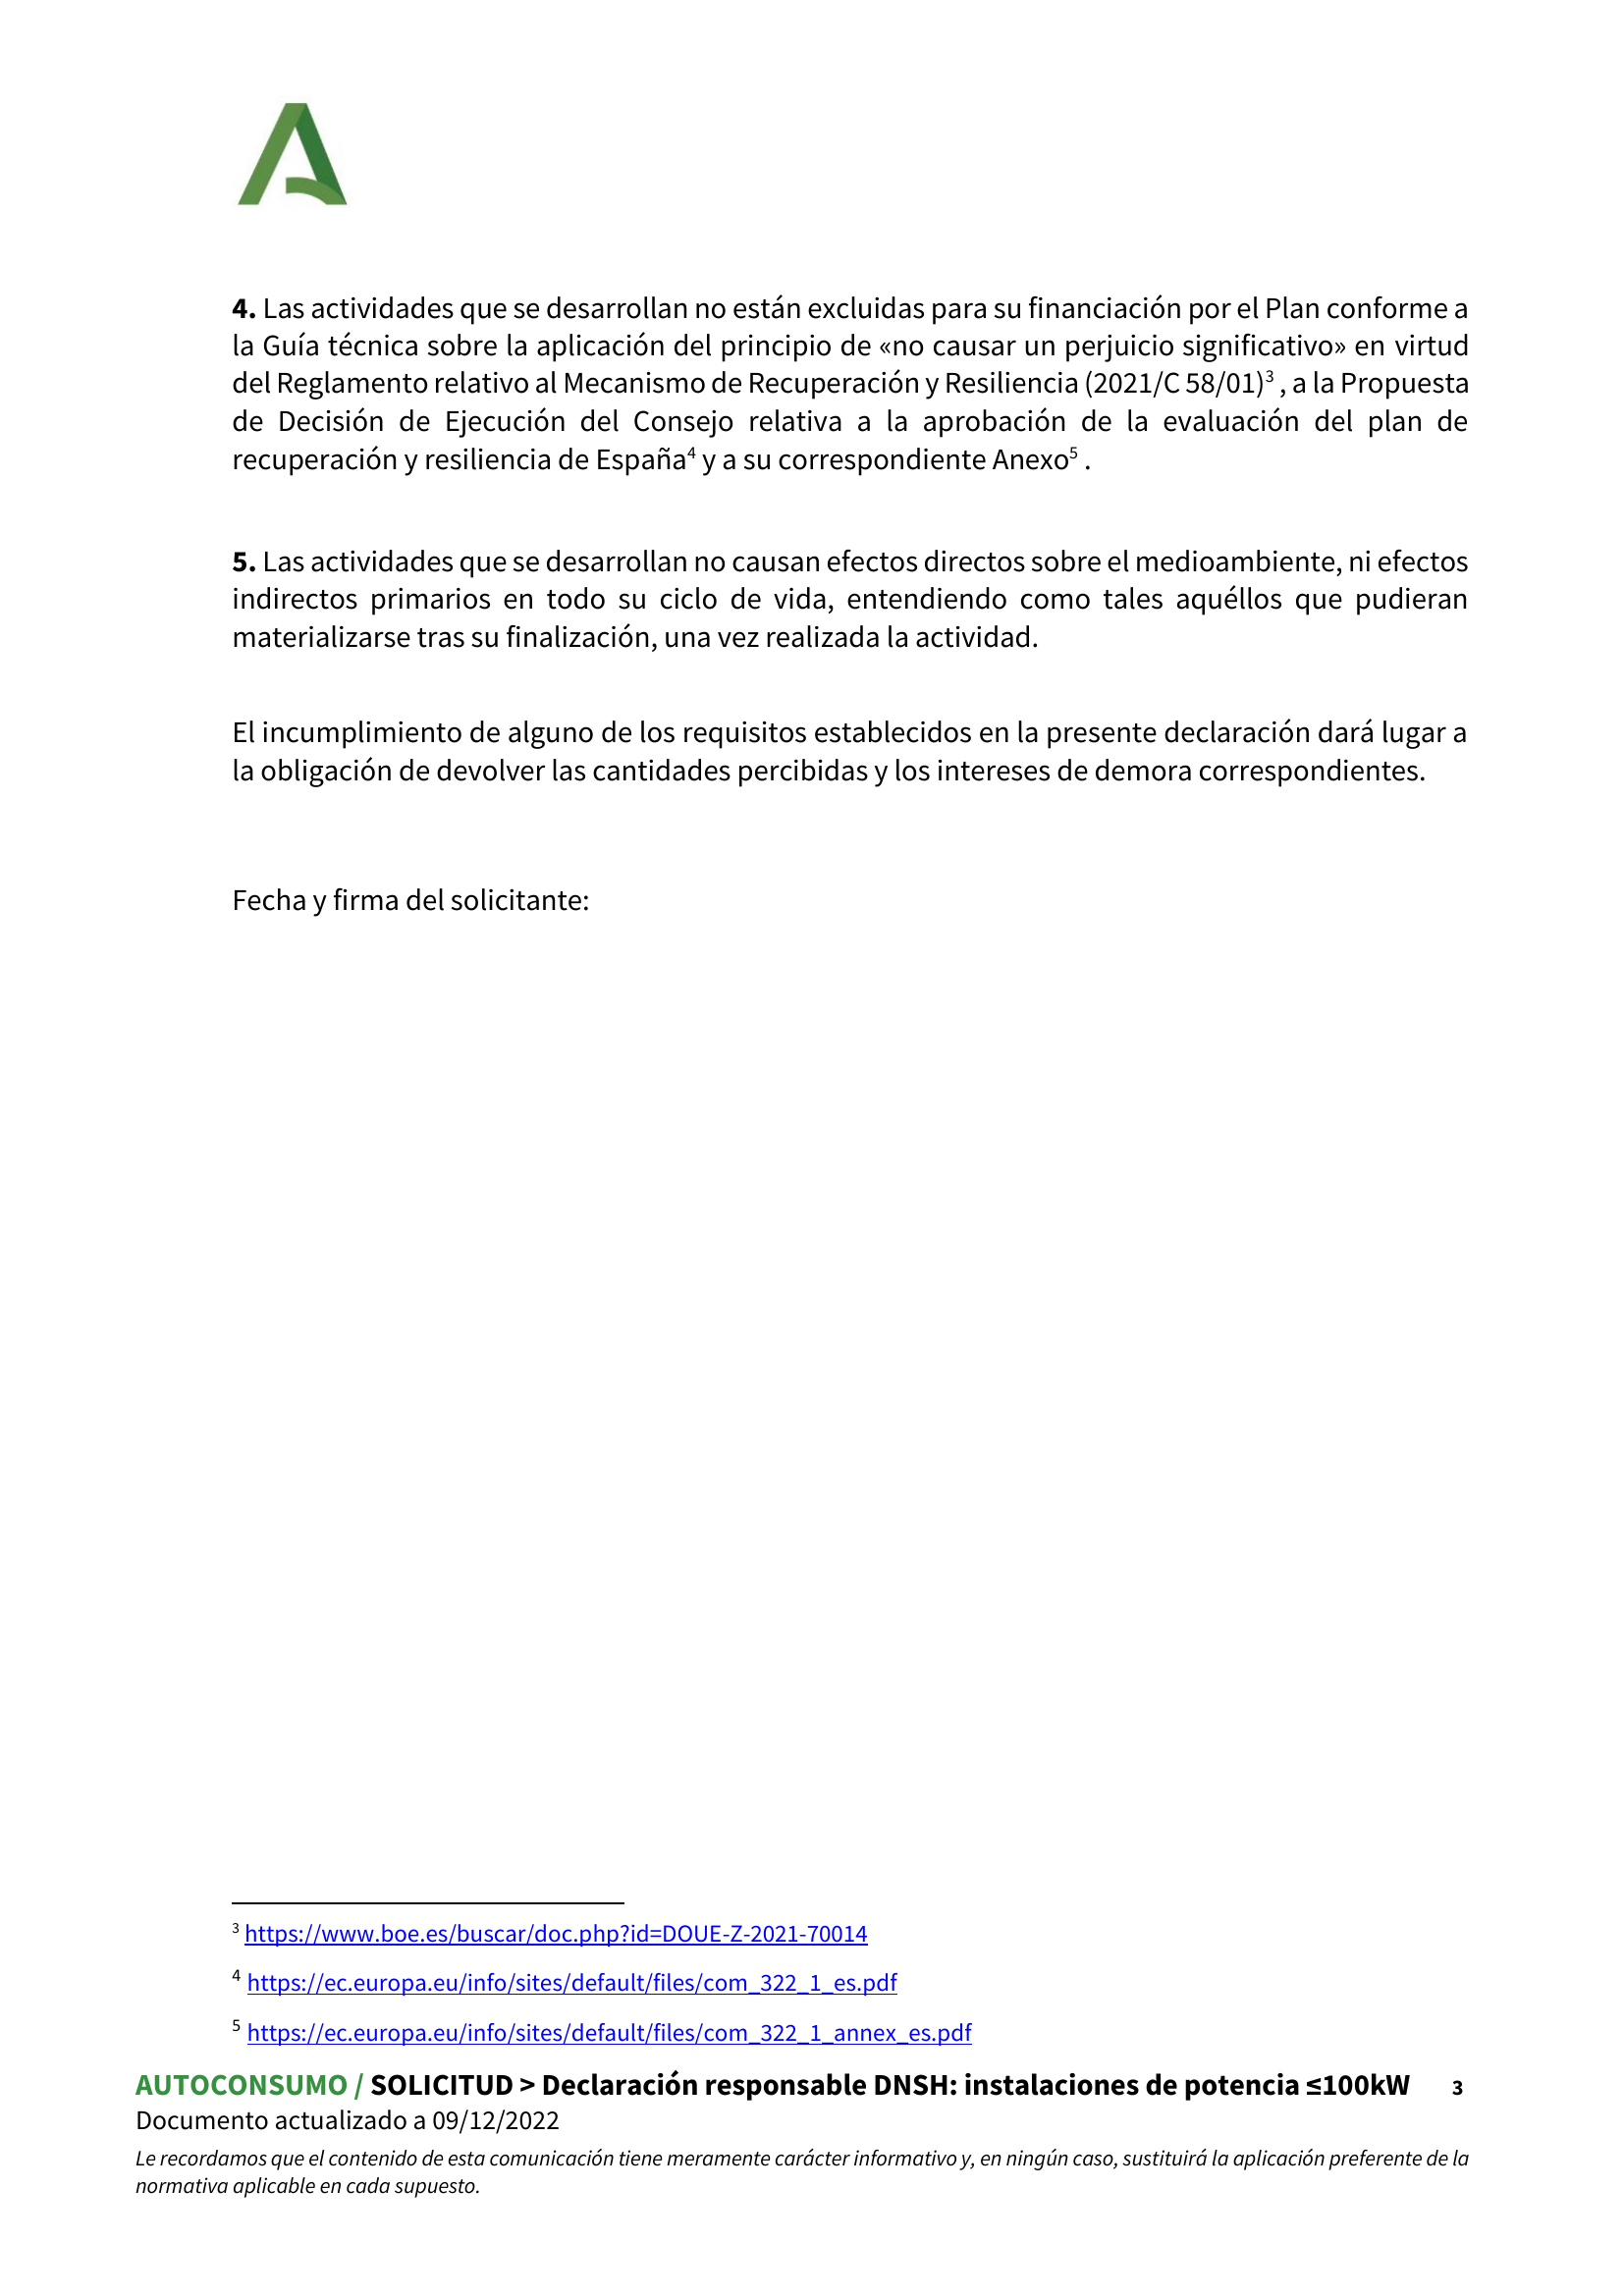 4. Las actividades que se desarrollan no están excluidas para su financiación por el Plan conforme a
la Guía técnica sobre la aplicación del principio de «no causar un perjuicio significativo» en virtud
del Reglamento relativo al Mecanismo de Recuperación y Resiliencia (2021/C 58/01)³ , a la Propuesta
de Decisión de Ejecución del Consejo relativa a la aprobación de la evaluación del plan de
recuperación y resiliencia de España⁴ y a su correspondiente Anexo⁵ .
5. Las actividades que se desarrollan no causan efectos directos sobre el medioambiente, ni efectos
indirectos primarios en todo su ciclo de vida, entendiendo como tales aquéllos que pudieran
materializarse tras su finalización, una vez realizada la actividad.
El incumplimiento de alguno de los requisitos establecidos en la presente declaración dará lugar a
la obligación de devolver las cantidades percibidas y los intereses de demora correspondientes.
Fecha y firma del solicitante:
³ https://www.boe.es/buscar/doc.php?id=DOUE-Z-2021-70014
⁴ https://ec.europa.eu/info/sites/default/files/com_322_1_es.pdf
⁵ https://ec.europa.eu/info/sites/default/files/com_322_1_annex_es.pdf
AUTOCONSUMO / SOLICITUD > Declaración responsable DNSH: instalaciones de potencia ≤100kW 3
Documento actualizado a 09/12/2022
Le recordamos que el contenido de esta comunicación tiene meramente carácter informativo y, en ningún caso, sustituirá la aplicación preferente de la
normativa aplicable en cada supuesto.